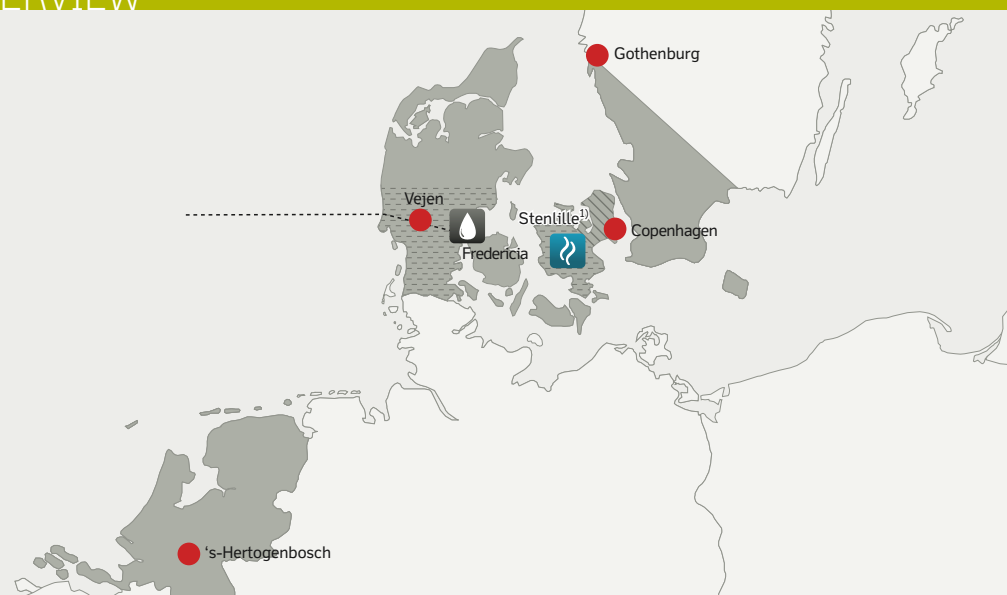 Gothenburg
Vejen
Stenlille¹⁾
Copenhagen
Fredericia
‘s-Hertogenbosch